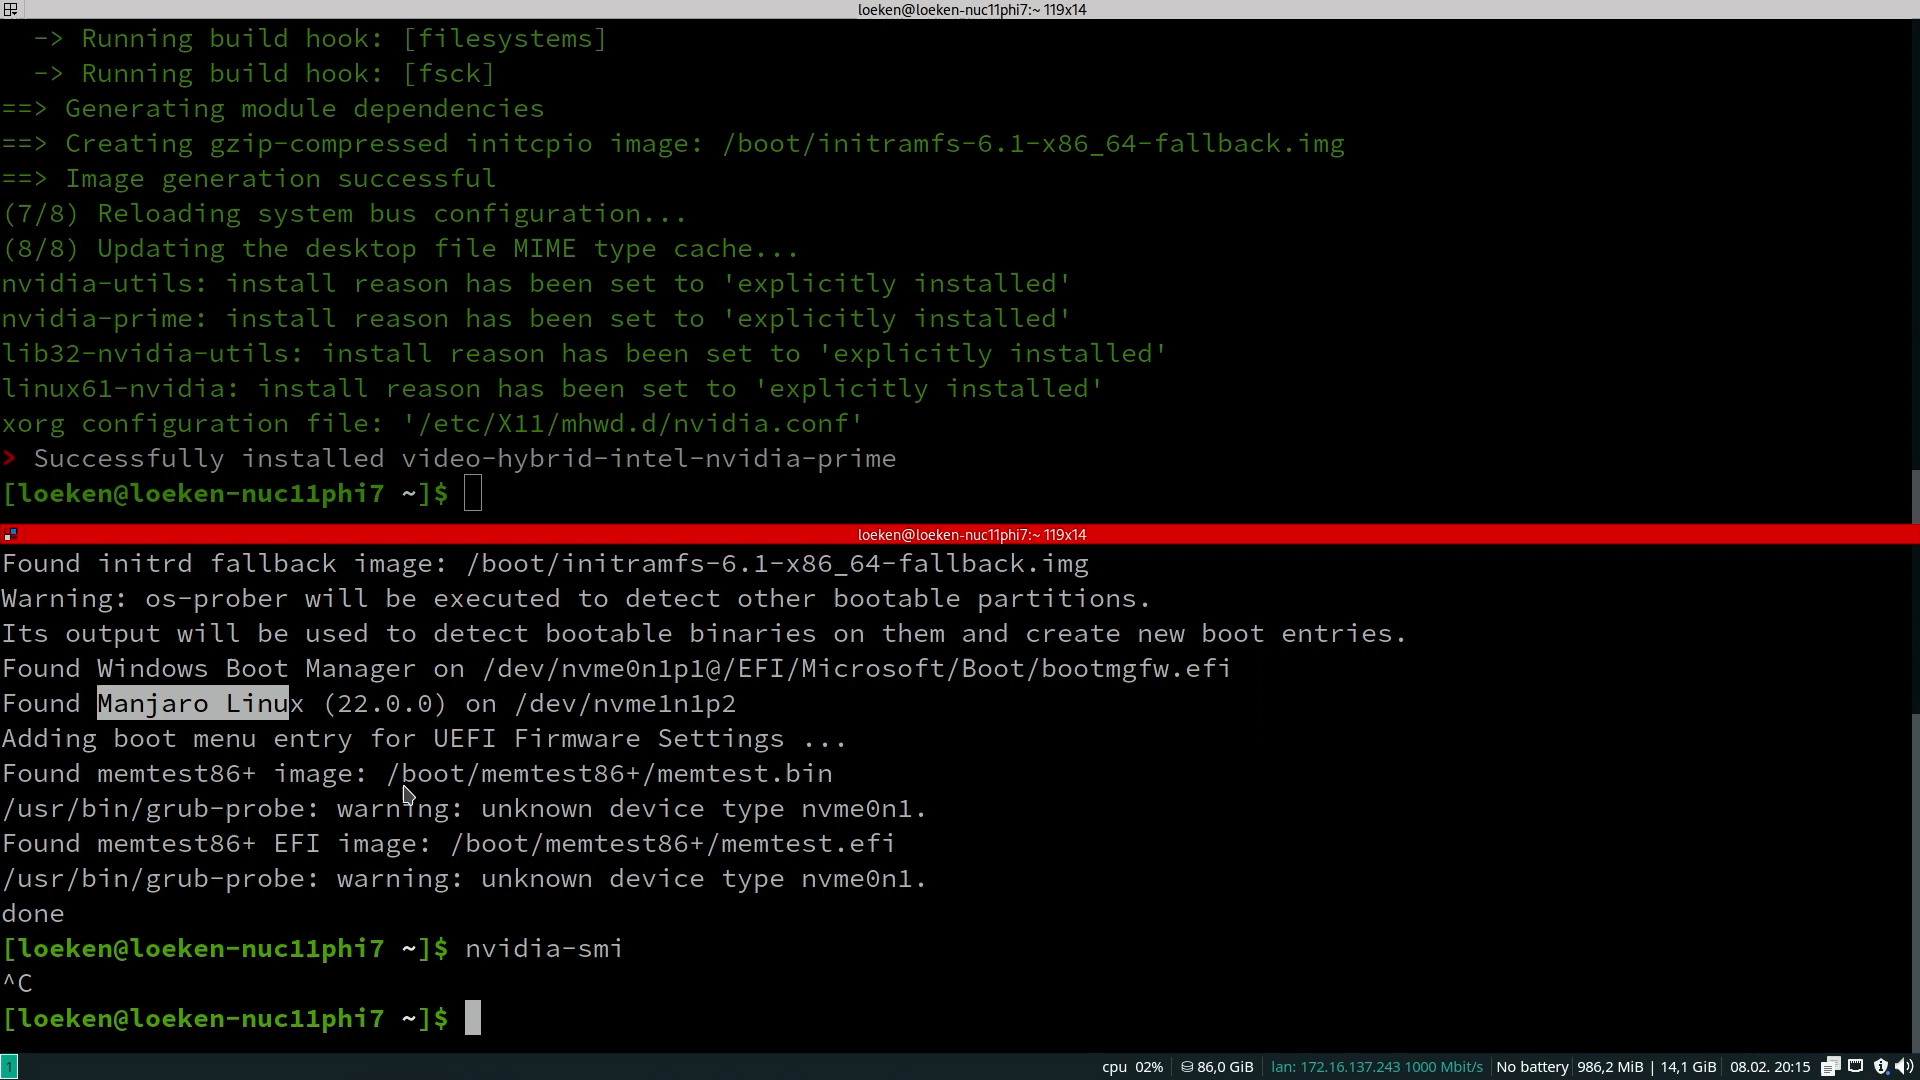 loeken@loeken-nuc11phi7:~ 119x14
-> Running build hook: [filesystems]
-> Running build hook: [fsck]
==> Generating module dependencies
==> Creating gzip-compressed initcpio image: /boot/initramfs-6.1-x86_64-fallback.img
==> Image generation successful
(7/8) Reloading system bus configuration...
(8/8) Updating the desktop file MIME type cache...
nvidia-utils: install reason has been set to 'explicitly installed'
nvidia-prime: install reason has been set to 'explicitly installed'
lib32-nvidia-utils: install reason has been set to 'explicitly installed'
linux61-nvidia: install reason has been set to 'explicitly installed'
xorg configuration file: '/etc/X11/mhwd.d/nvidia.conf'
> Successfully installed video-hybrid-intel-nvidia-prime
[loeken@loeken-nuc11phi7 ~]$
loeken@loeken-nuc11phi7:~ 119x14
Found initrd fallback image: /boot/initramfs-6.1-x86_64-fallback.img
Warning: os-prober will be executed to detect other bootable partitions.
Its output will be used to detect bootable binaries on them and create new boot entries.
Found Windows Boot Manager on /dev/nvme0n1p1@/EFI/Microsoft/Boot/bootmgfw.efi
Found Manjaro Linux (22.0.0) on /dev/nvme1n1p2
Adding boot menu entry for UEFI Firmware Settings ...
Found memtest86+ image: /boot/memtest86+/memtest.bin
/usr/bin/grub-probe: warning: unknown device type nvme0n1.
Found memtest86+ EFI image: /boot/memtest86+/memtest.efi
/usr/bin/grub-probe: warning: unknown device type nvme0n1.
done
[loeken@loeken-nuc11phi7 ~]$ nvidia-smi
^C
[loeken@loeken-nuc11phi7 ~]$
1 cpu 02% 86,0 GiB lan: 172.16.137.243 1000 Mbit/s No battery 986,2 MiB | 14,1 GiB 08.02. 20:15